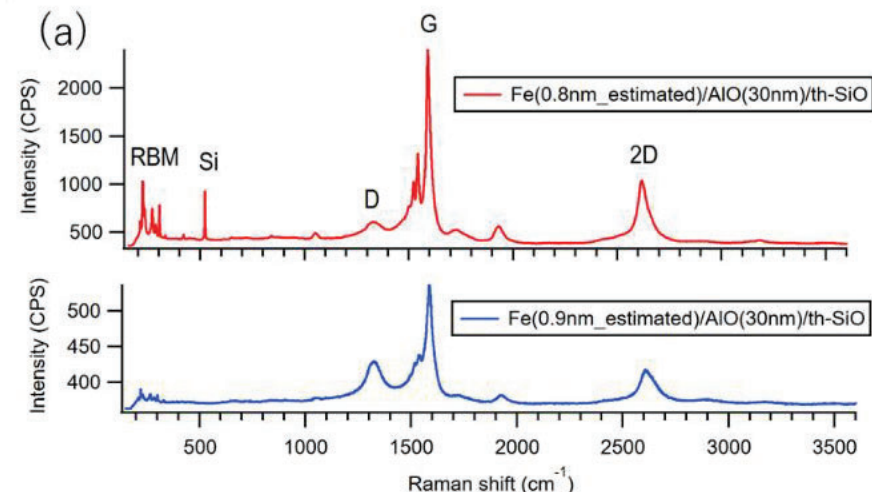 (a)
G
Fe(0.8nm_estimated)/AlO(30nm)/th-SiO
2000
1500
1000
500
Intensity (CPS)
RBM
Si
D
2D
Fe(0.9nm_estimated)/AlO(30nm)/th-SiO
500
450
400
Intensity (CPS)
500 1000 1500 2000 2500 3000 3500
Raman shift (cm⁻¹)